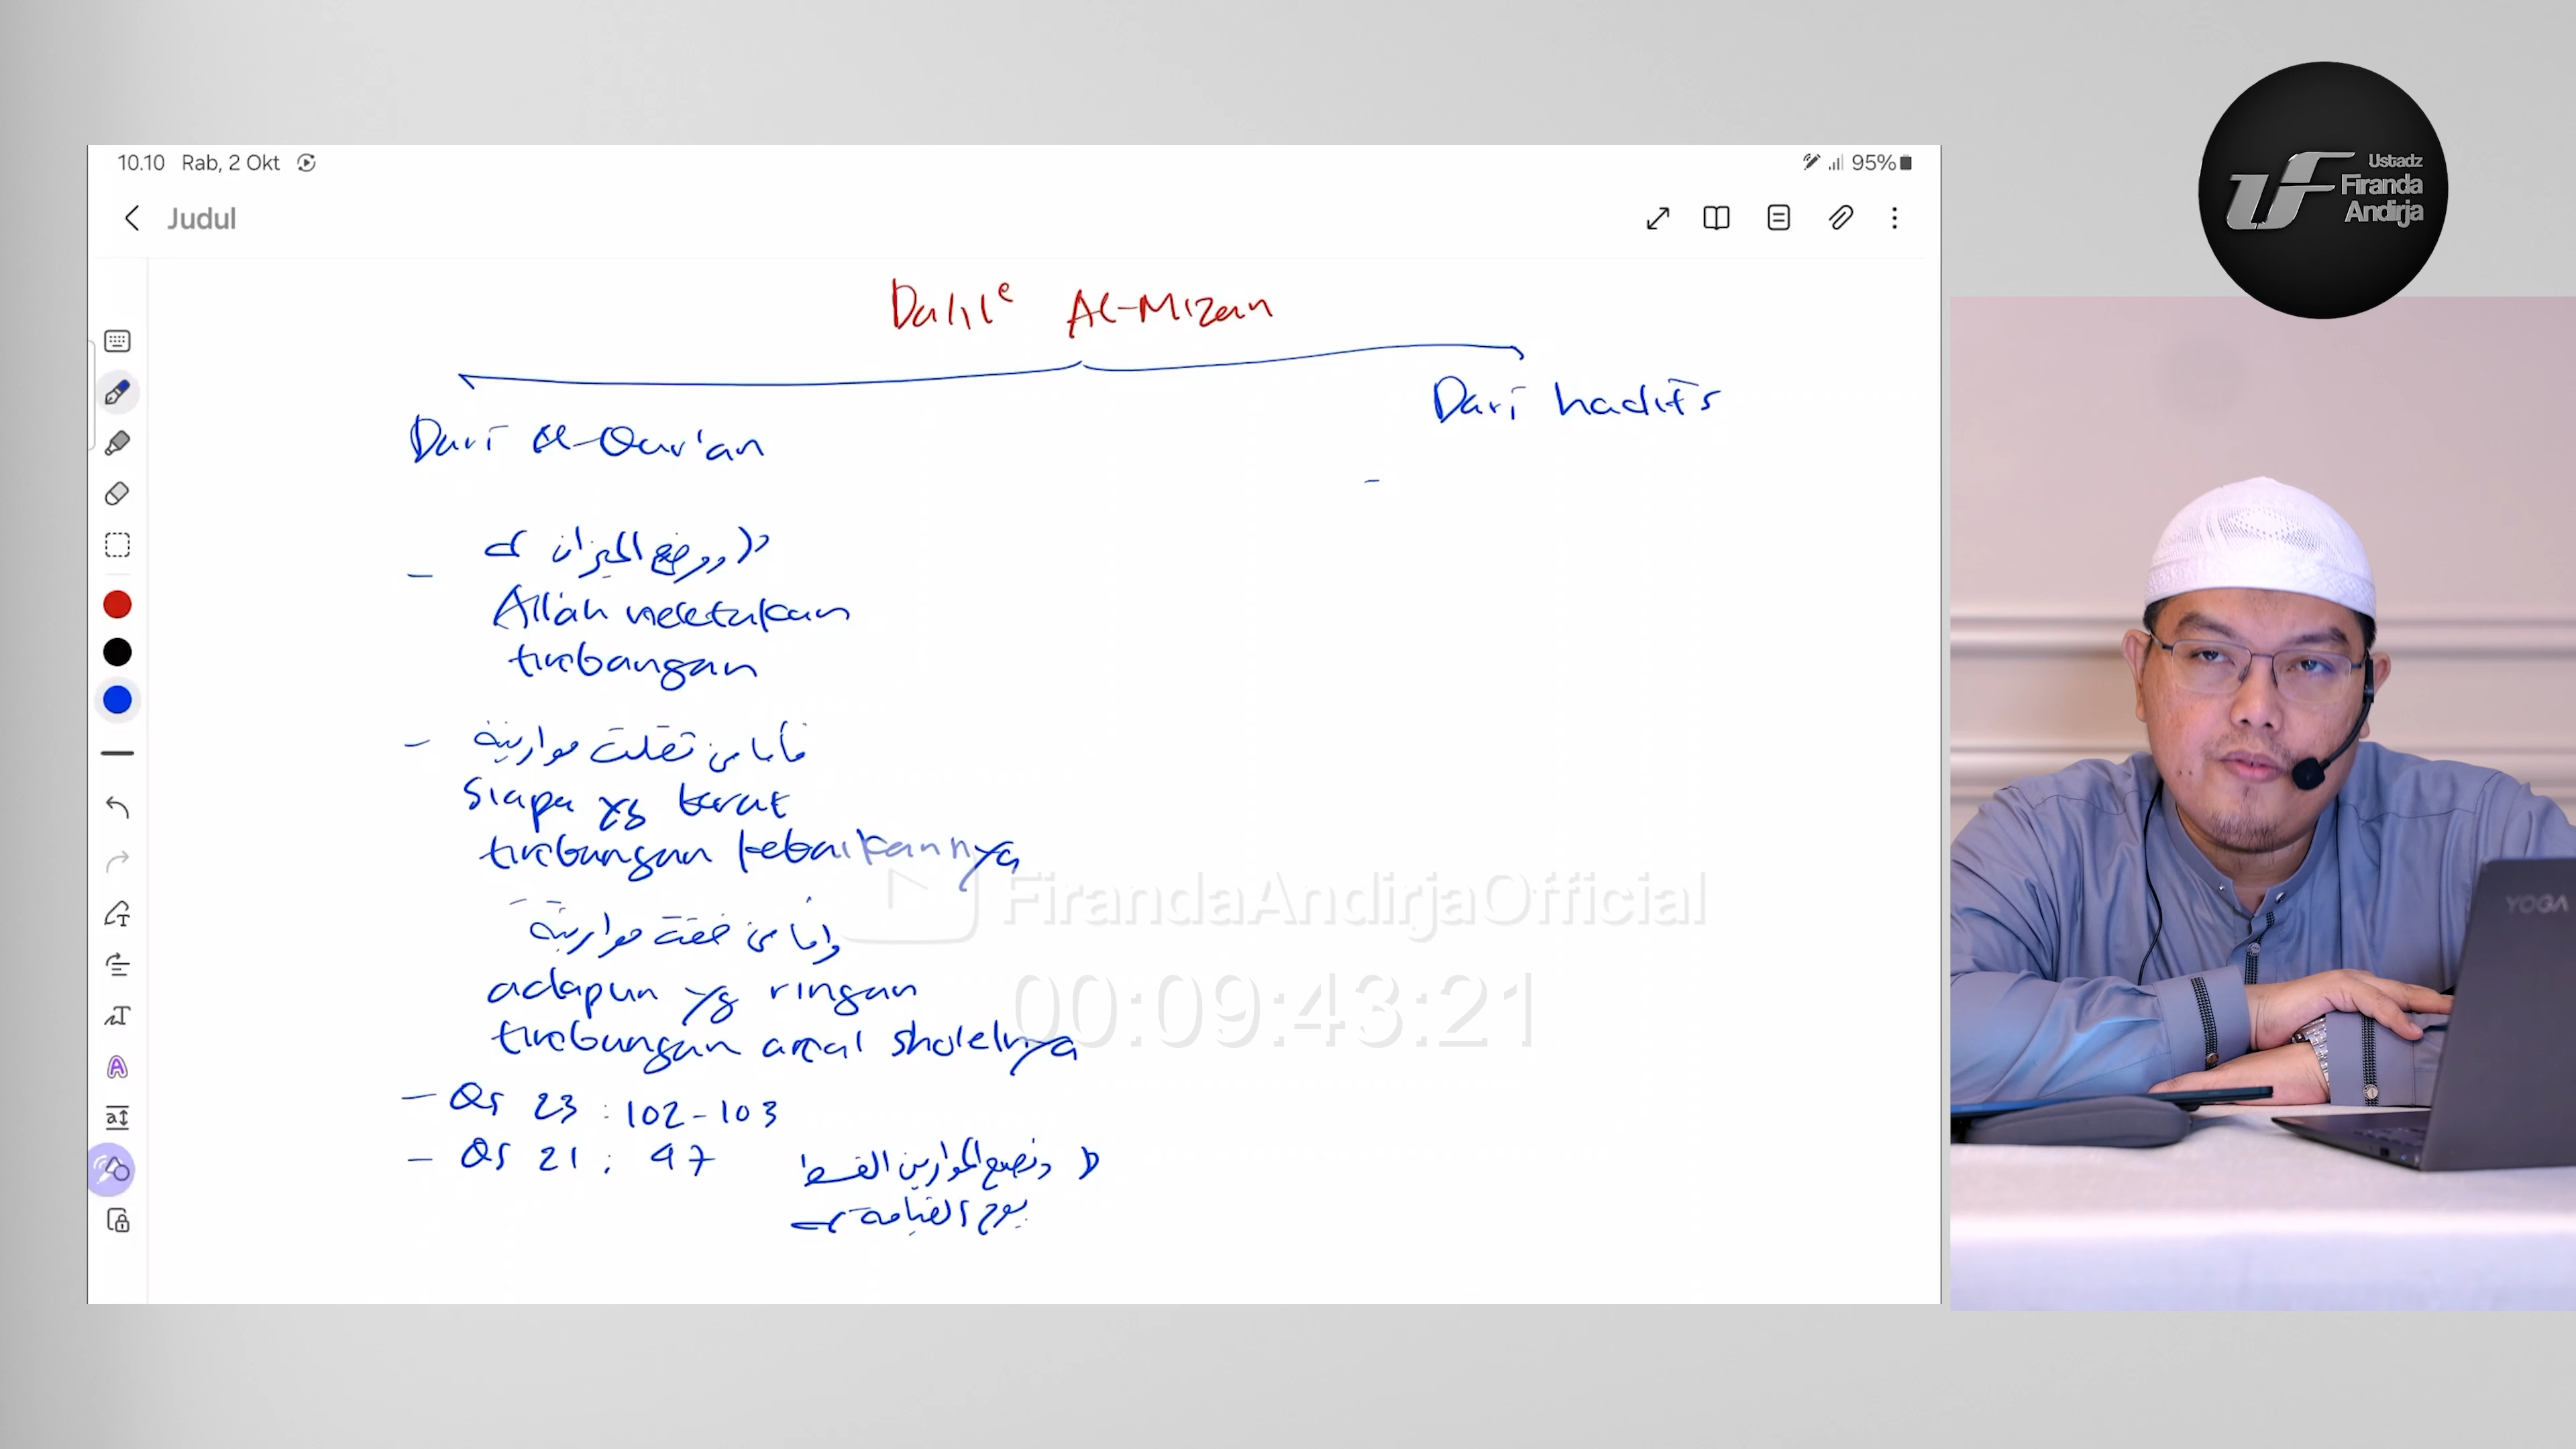 10.10 Rab, 2 Okt
95%
Judul
Ustadz
Firanda
Andirja
Dalil² Al-Mizan
Dari Al-Qur'an
Dari hadits
- ووضع الميزان
Allah meletakan
timbangan
- فأما من ثقلت موازينه
Siapa yg berat
timbangan kebaikannya
وأما من خفت موازينه
adapun yg ringan
timbangan amal sholehnya
- QS 23 : 102-103
- QS 21 : 47 ونضع الموازين القسط
ليوم القيامة
FirandaAndirjaOfficial
00:09:43:21
YOGA